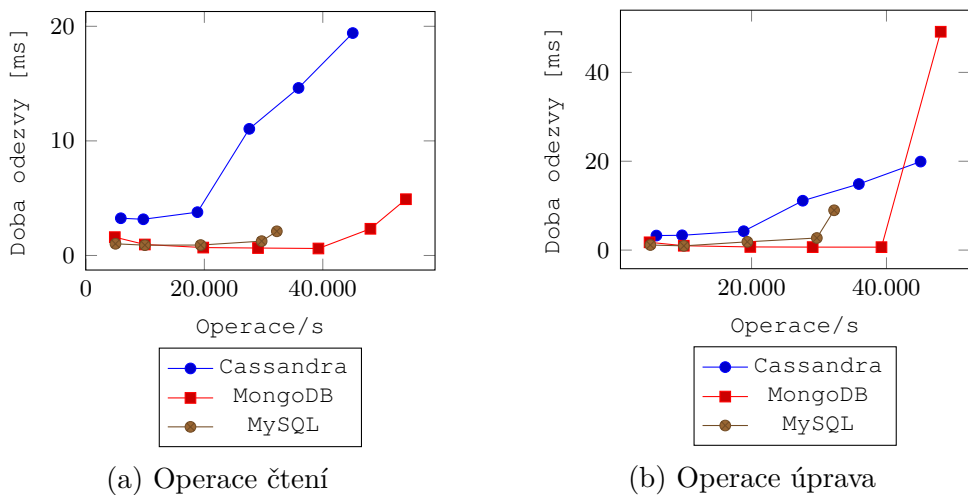 20
10
0
0
20.000
40.000
Doba odezvy [ms]
Operace/s
Cassandra
MongoDB
MySQL
(a) Operace čtení
40
20
0
20.000
40.000
Doba odezvy [ms]
Operace/s
Cassandra
MongoDB
MySQL
(b) Operace úprava